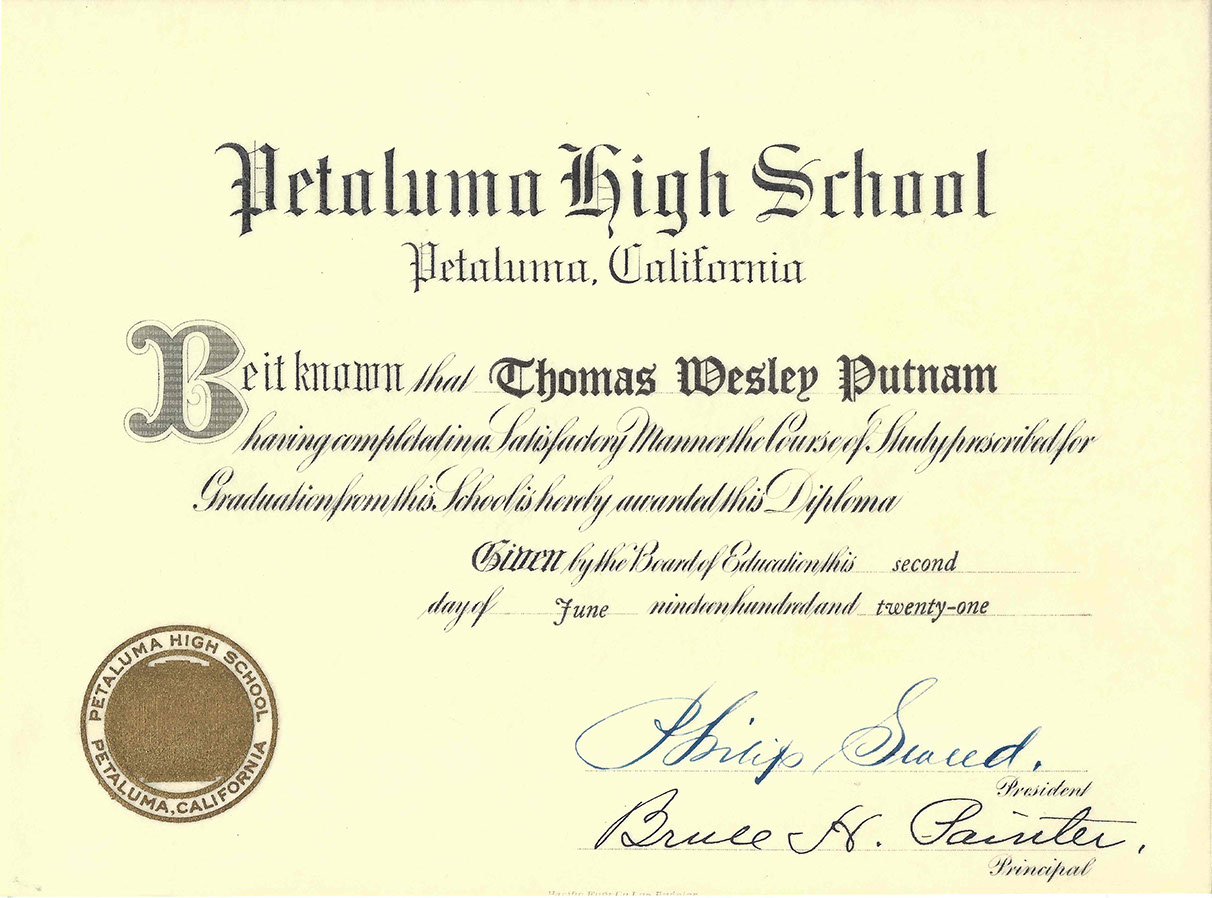 Petaluma High School
Petaluma, California
Be it known that Thomas Wesley Putnam
having completed in a Satisfactory Manner the Course of Study prescribed for
Graduation from this School is hereby awarded this Diploma
Given by the Board of Education this second
day of June nineteen hundred and twenty-one
PETALUMA HIGH SCHOOL
PETALUMA, CALIFORNIA
Philip
President
Bruce H. Painter.
Principal